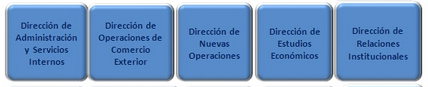 Dirección de
Administración
y Servicios
Internos
Dirección de
Operaciones de
Comercio
Exterior
Dirección de
Nuevas
Operaciones
Dirección de
Estudios
Económicos
Dirección de
Relaciones
Institucionales